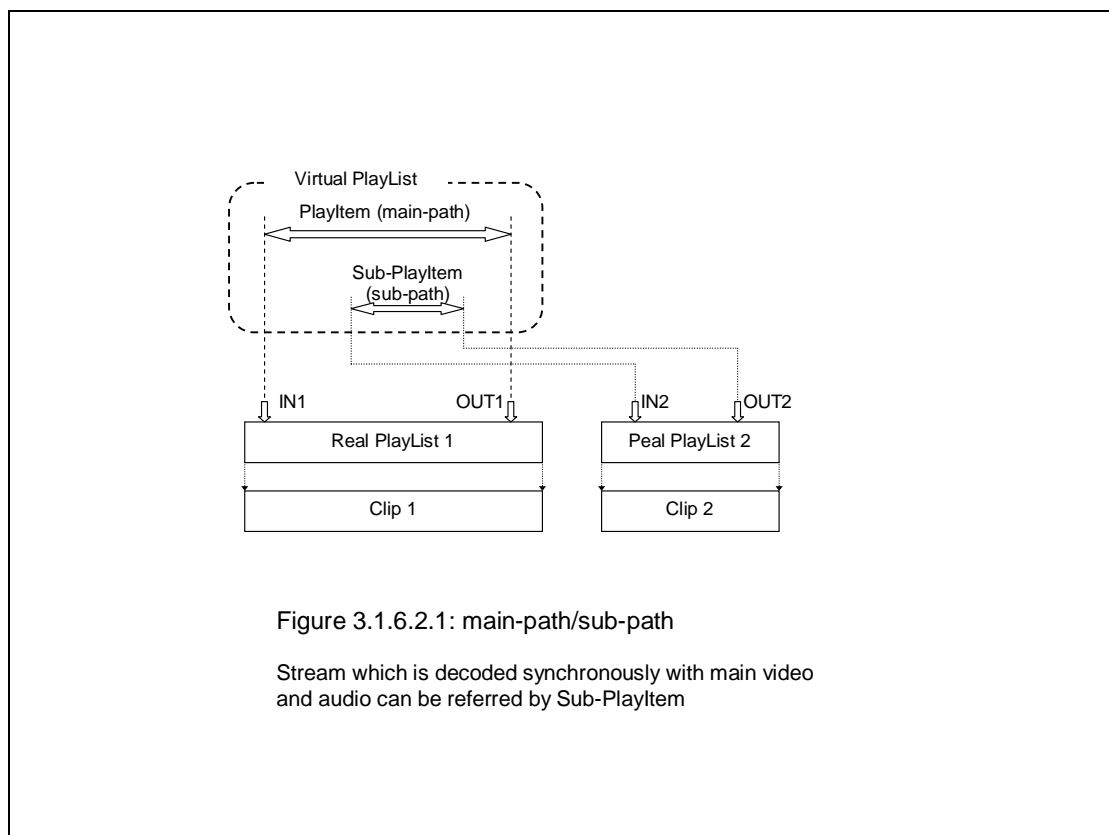 Virtual PlayList
PlayItem (main-path)
Sub-PlayItem
(sub-path)
IN1
OUT1
IN2
OUT2
Real PlayList 1
Peal PlayList 2
Clip 1
Clip 2
Figure 3.1.6.2.1: main-path/sub-path
Stream which is decoded synchronously with main video
and audio can be referred by Sub-PlayItem